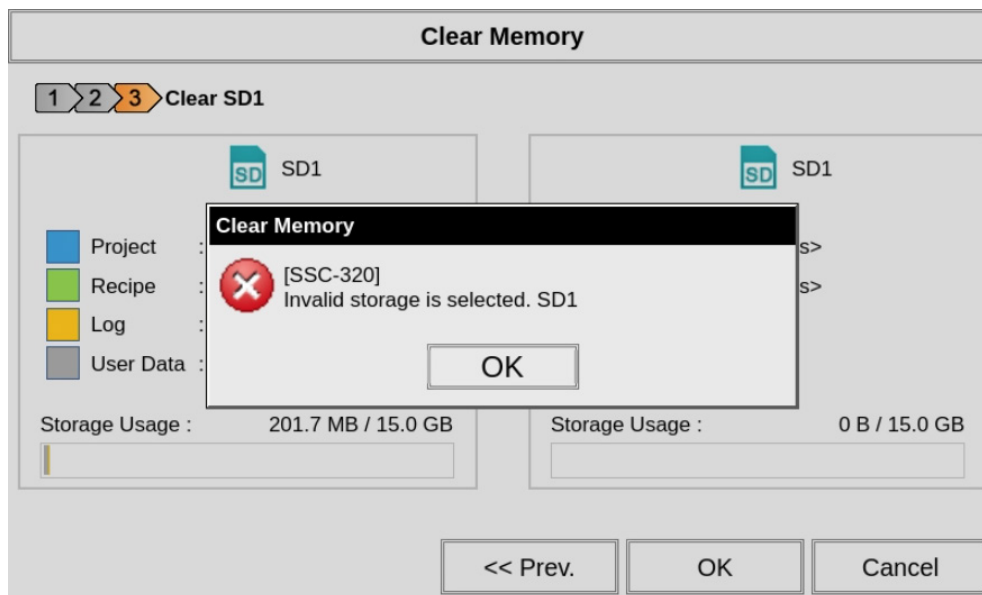 Clear Memory
1 2 3 Clear SD1
SD SD1
SD SD1
Clear Memory
Project :
s>
[SSC-320]
Recipe :
s>
Invalid storage is selected. SD1
Log :
User Data :
OK
Storage Usage : 201.7 MB / 15.0 GB
Storage Usage : 0 B / 15.0 GB
<< Prev.
OK
Cancel